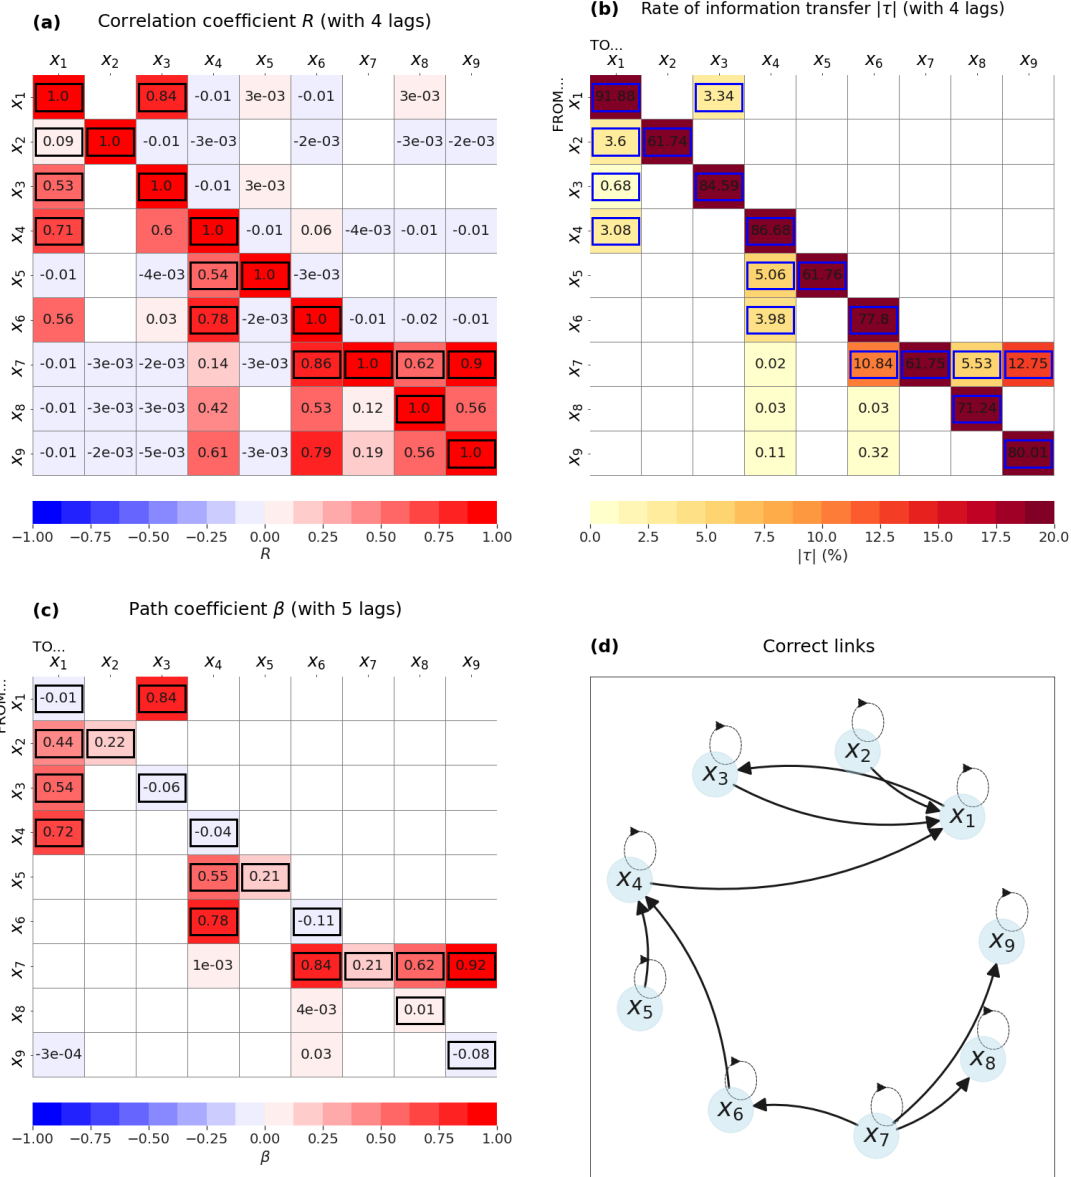 (a) Correlation coefficient R (with 4 lags)
x1 x2 x3 x4 x5 x6 x7 x8 x9
x1 1.0 0.84 -0.01 3e-03 -0.01 3e-03
x2 0.09 1.0 -0.01 -3e-03 -2e-03 -3e-03 -2e-03
x3 0.53 1.0 -0.01 3e-03
x4 0.71 0.6 1.0 -0.01 0.06 -4e-03 -0.01 -0.01
x5 -0.01 -4e-03 0.54 1.0 -3e-03
x6 0.56 0.03 0.78 -2e-03 1.0 -0.01 -0.02 -0.01
x7 -0.01 -3e-03 -2e-03 0.14 -3e-03 0.86 1.0 0.62 0.9
x8 -0.01 -3e-03 -3e-03 0.42 0.53 0.12 1.0 0.56
x9 -0.01 -2e-03 -5e-03 0.61 -3e-03 0.79 0.19 0.56 1.0
−1.00 −0.75 −0.50 −0.25 0.00 0.25 0.50 0.75 1.00
R
(b) Rate of information transfer |τ| (with 4 lags)
TO...
x1 x2 x3 x4 x5 x6 x7 x8 x9
FROM...
x1 91.88 3.34
x2 3.6 61.74
x3 0.68 84.59
x4 3.08 86.68
x5 5.06 61.76
x6 3.98 77.8
x7 0.02 10.84 61.75 5.53 12.75
x8 0.03 0.03 71.24
x9 0.11 0.32 80.01
0.0 2.5 5.0 7.5 10.0 12.5 15.0 17.5 20.0
|τ| (%)
(c) Path coefficient β (with 5 lags)
TO...
x1 x2 x3 x4 x5 x6 x7 x8 x9
FROM...
x1 -0.01 0.84
x2 0.44 0.22
x3 0.54 -0.06
x4 0.72 -0.04
x5 0.55 0.21
x6 0.78 -0.11
x7 1e-03 0.84 0.21 0.62 0.92
x8 4e-03 0.01
x9 -3e-04 0.03 -0.08
−1.00 −0.75 −0.50 −0.25 0.00 0.25 0.50 0.75 1.00
β
(d) Correct links
x2
x3
x1
x4
x9
x5
x8
x6
x7